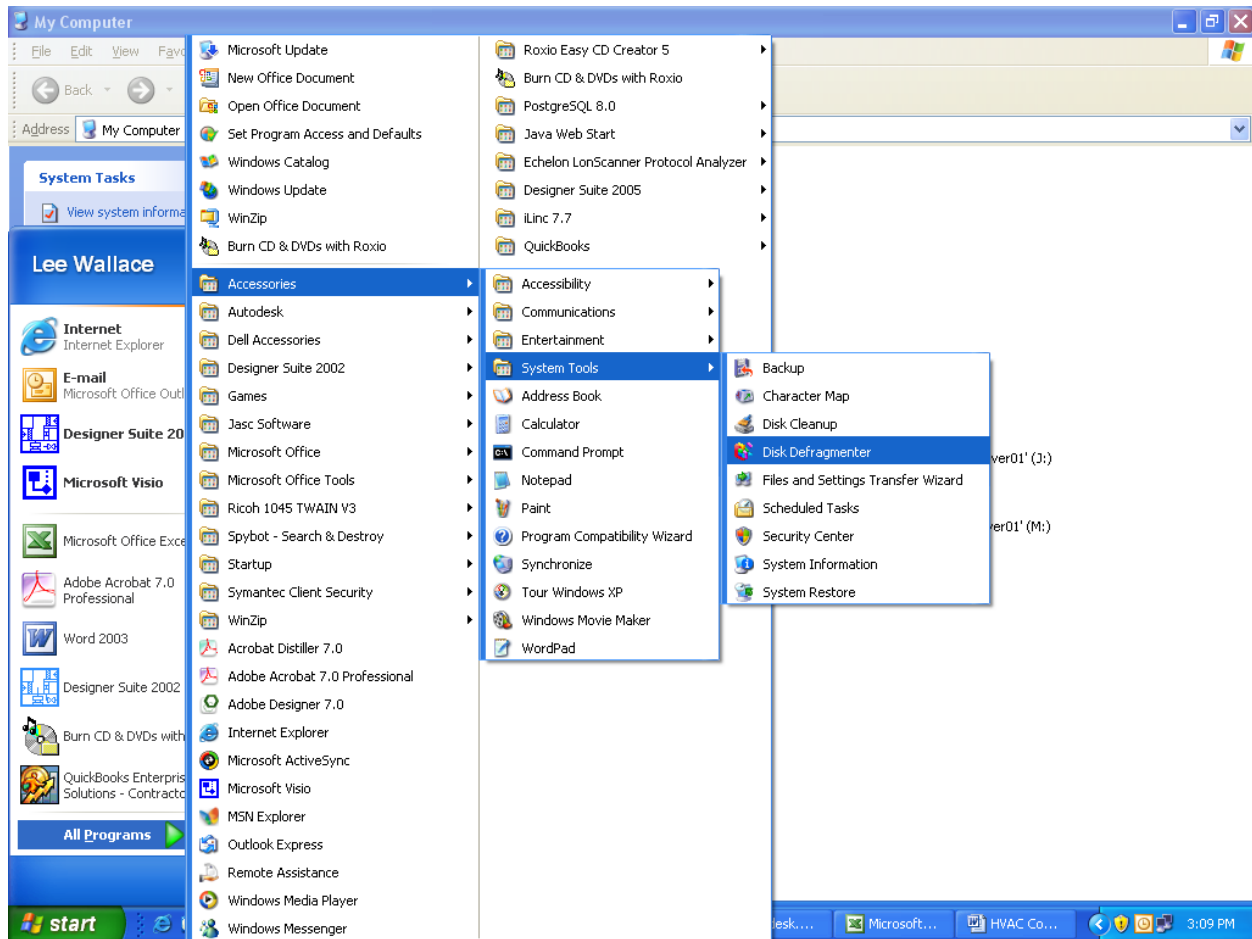 My Computer
File Edit View
Back
Address My Computer
System Tasks
View system
Lee Wallace
Internet
Internet Explorer
E-mail
Microsoft Office
Designer Suite
Microsoft Visio
Microsoft Office
Adobe Acrobat 7.0
Professional
Word 2003
Designer Suite 2002
Burn CD & DVDs with
QuickBooks
Solutions -
All Programs
Microsoft Update
New Office Document
Open Office Document
Set Program Access and Defaults
Windows Catalog
Windows Update
WinZip
Burn CD & DVDs with Roxio
Accessories
Autodesk
Dell Accessories
Designer Suite 2002
Games
Jasc Software
Microsoft Office
Microsoft Office Tools
Ricoh 1045 TWAIN V3
Spybot - Search & Destroy
Startup
Symantec Client Security
WinZip
Acrobat Distiller 7.0
Adobe Acrobat 7.0 Professional
Adobe Designer 7.0
Internet Explorer
Microsoft ActiveSync
Microsoft Visio
MSN Explorer
Outlook Express
Remote Assistance
Windows Media Player
Windows Messenger
Roxio Easy CD Creator 5
Burn CD & DVDs with Roxio
PostgreSQL 8.0
Java Web Start
Echelon LonScanner Protocol Analyzer
Designer Suite 2005
iLinc 7.7
QuickBooks
Accessibility
Communications
Entertainment
System Tools
Address Book
Calculator
Command Prompt
Notepad
Paint
Program Compatibility Wizard
Synchronize
Tour Windows XP
Windows Movie Maker
WordPad
Backup
Character Map
Disk Cleanup
Disk Defragmenter
Files and Settings Transfer Wizard
Scheduled Tasks
Security Center
System Information
System Restore
ver01' (J:)
ver01' (M:)
start
desk.... Microsoft... HVAC Co... 3:09 PM